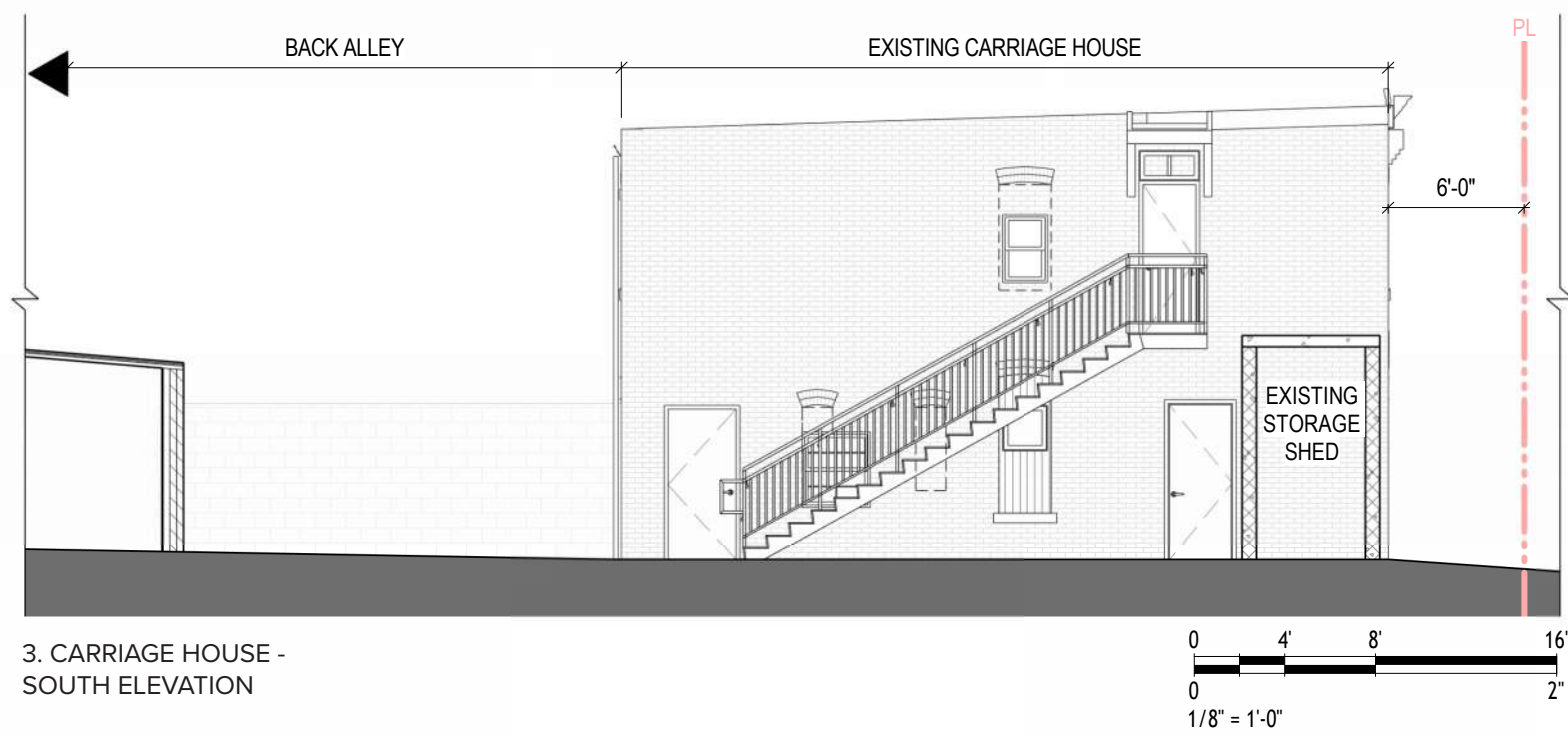 BACK ALLEY
EXISTING CARRIAGE HOUSE
PL
6'-0"
EXISTING
STORAGE
SHED
3. CARRIAGE HOUSE -
SOUTH ELEVATION
0 4' 8' 16'
0 2"
1/8" = 1'-0"